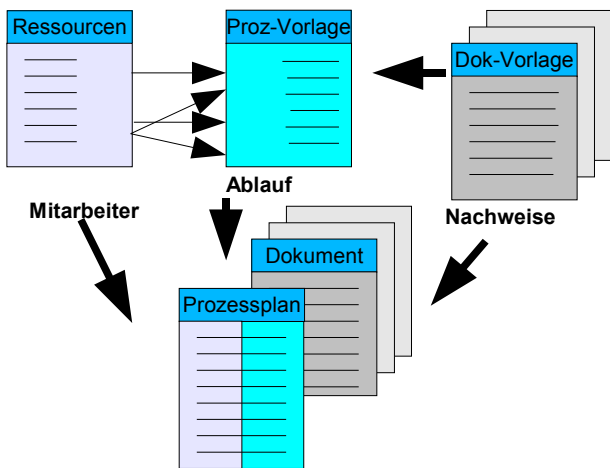 Ressourcen
Proz-Vorlage
Dok-Vorlage
Ablauf
Mitarbeiter
Nachweise
Dokument
Prozessplan